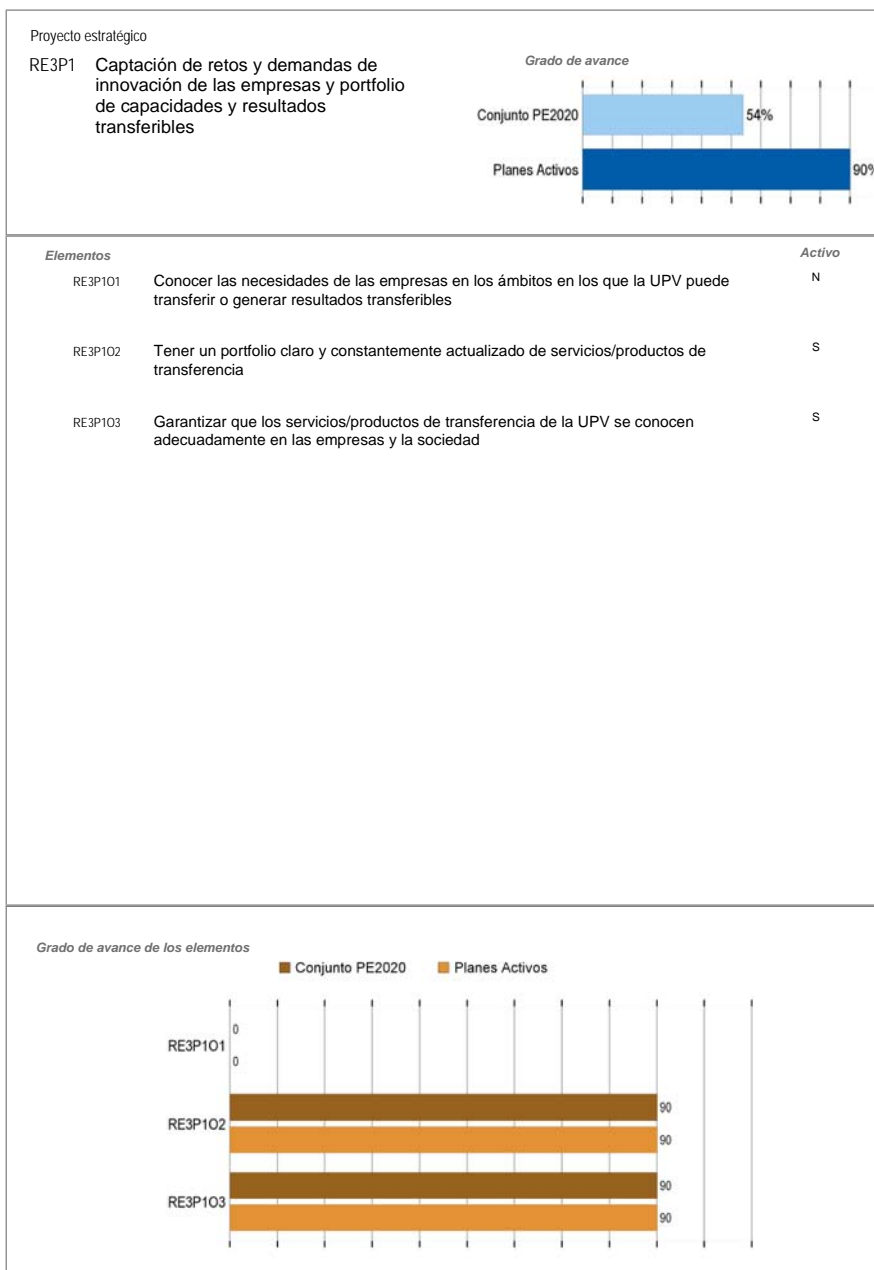 Proyecto estratégico
RE3P1 Captación de retos y demandas de
innovación de las empresas y portfolio
de capacidades y resultados
transferibles
Grado de avance
Conjunto PE2020 54%
Planes Activos 90%
Elementos Activo
RE3P1O1 Conocer las necesidades de las empresas en los ámbitos en los que la UPV puede N
transferir o generar resultados transferibles
RE3P1O2 Tener un portfolio claro y constantemente actualizado de servicios/productos de S
transferencia
RE3P1O3 Garantizar que los servicios/productos de transferencia de la UPV se conocen S
adecuadamente en las empresas y la sociedad
Grado de avance de los elementos
Conjunto PE2020 Planes Activos
RE3P1O1
0
0
RE3P1O2
90
90
RE3P1O3
90
90